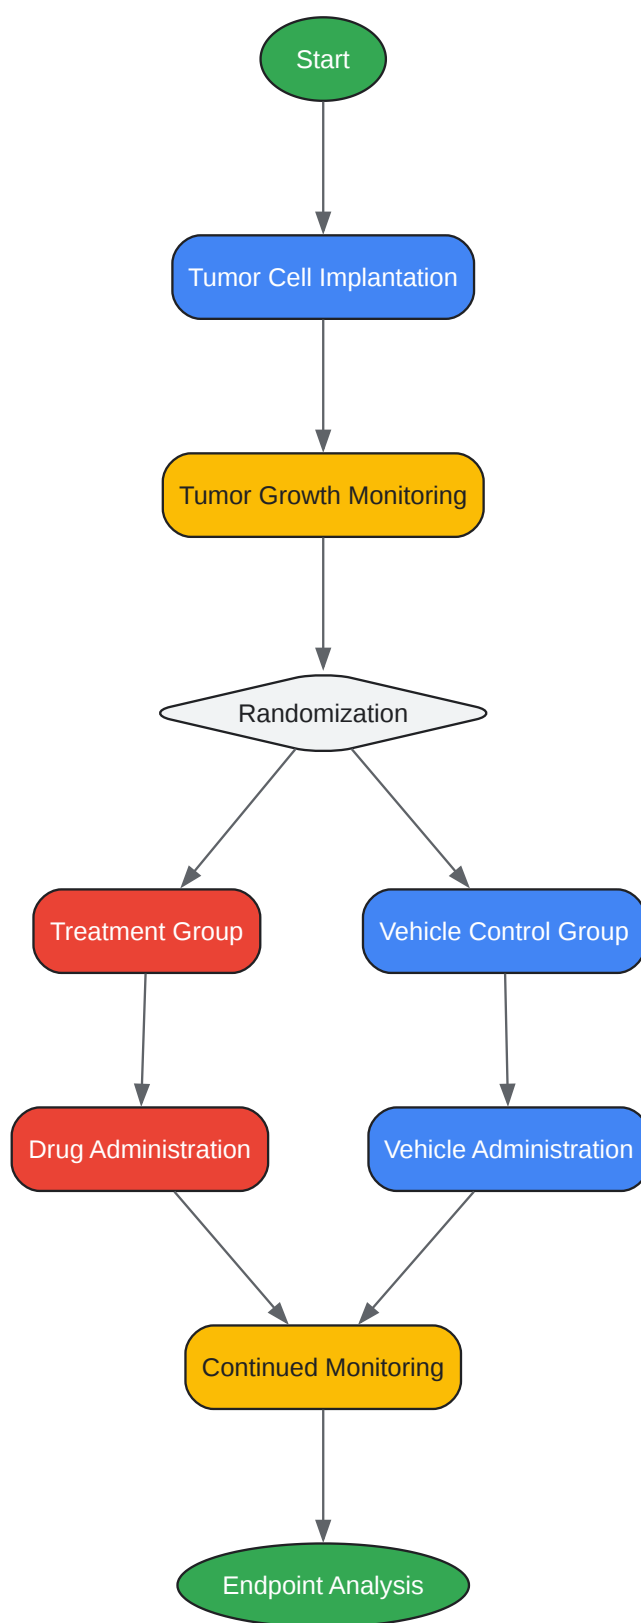 Start
Tumor Cell Implantation
Tumor Growth Monitoring
Randomization
Treatment Group
Vehicle Control Group
Drug Administration
Vehicle Administration
Continued Monitoring
Endpoint Analysis